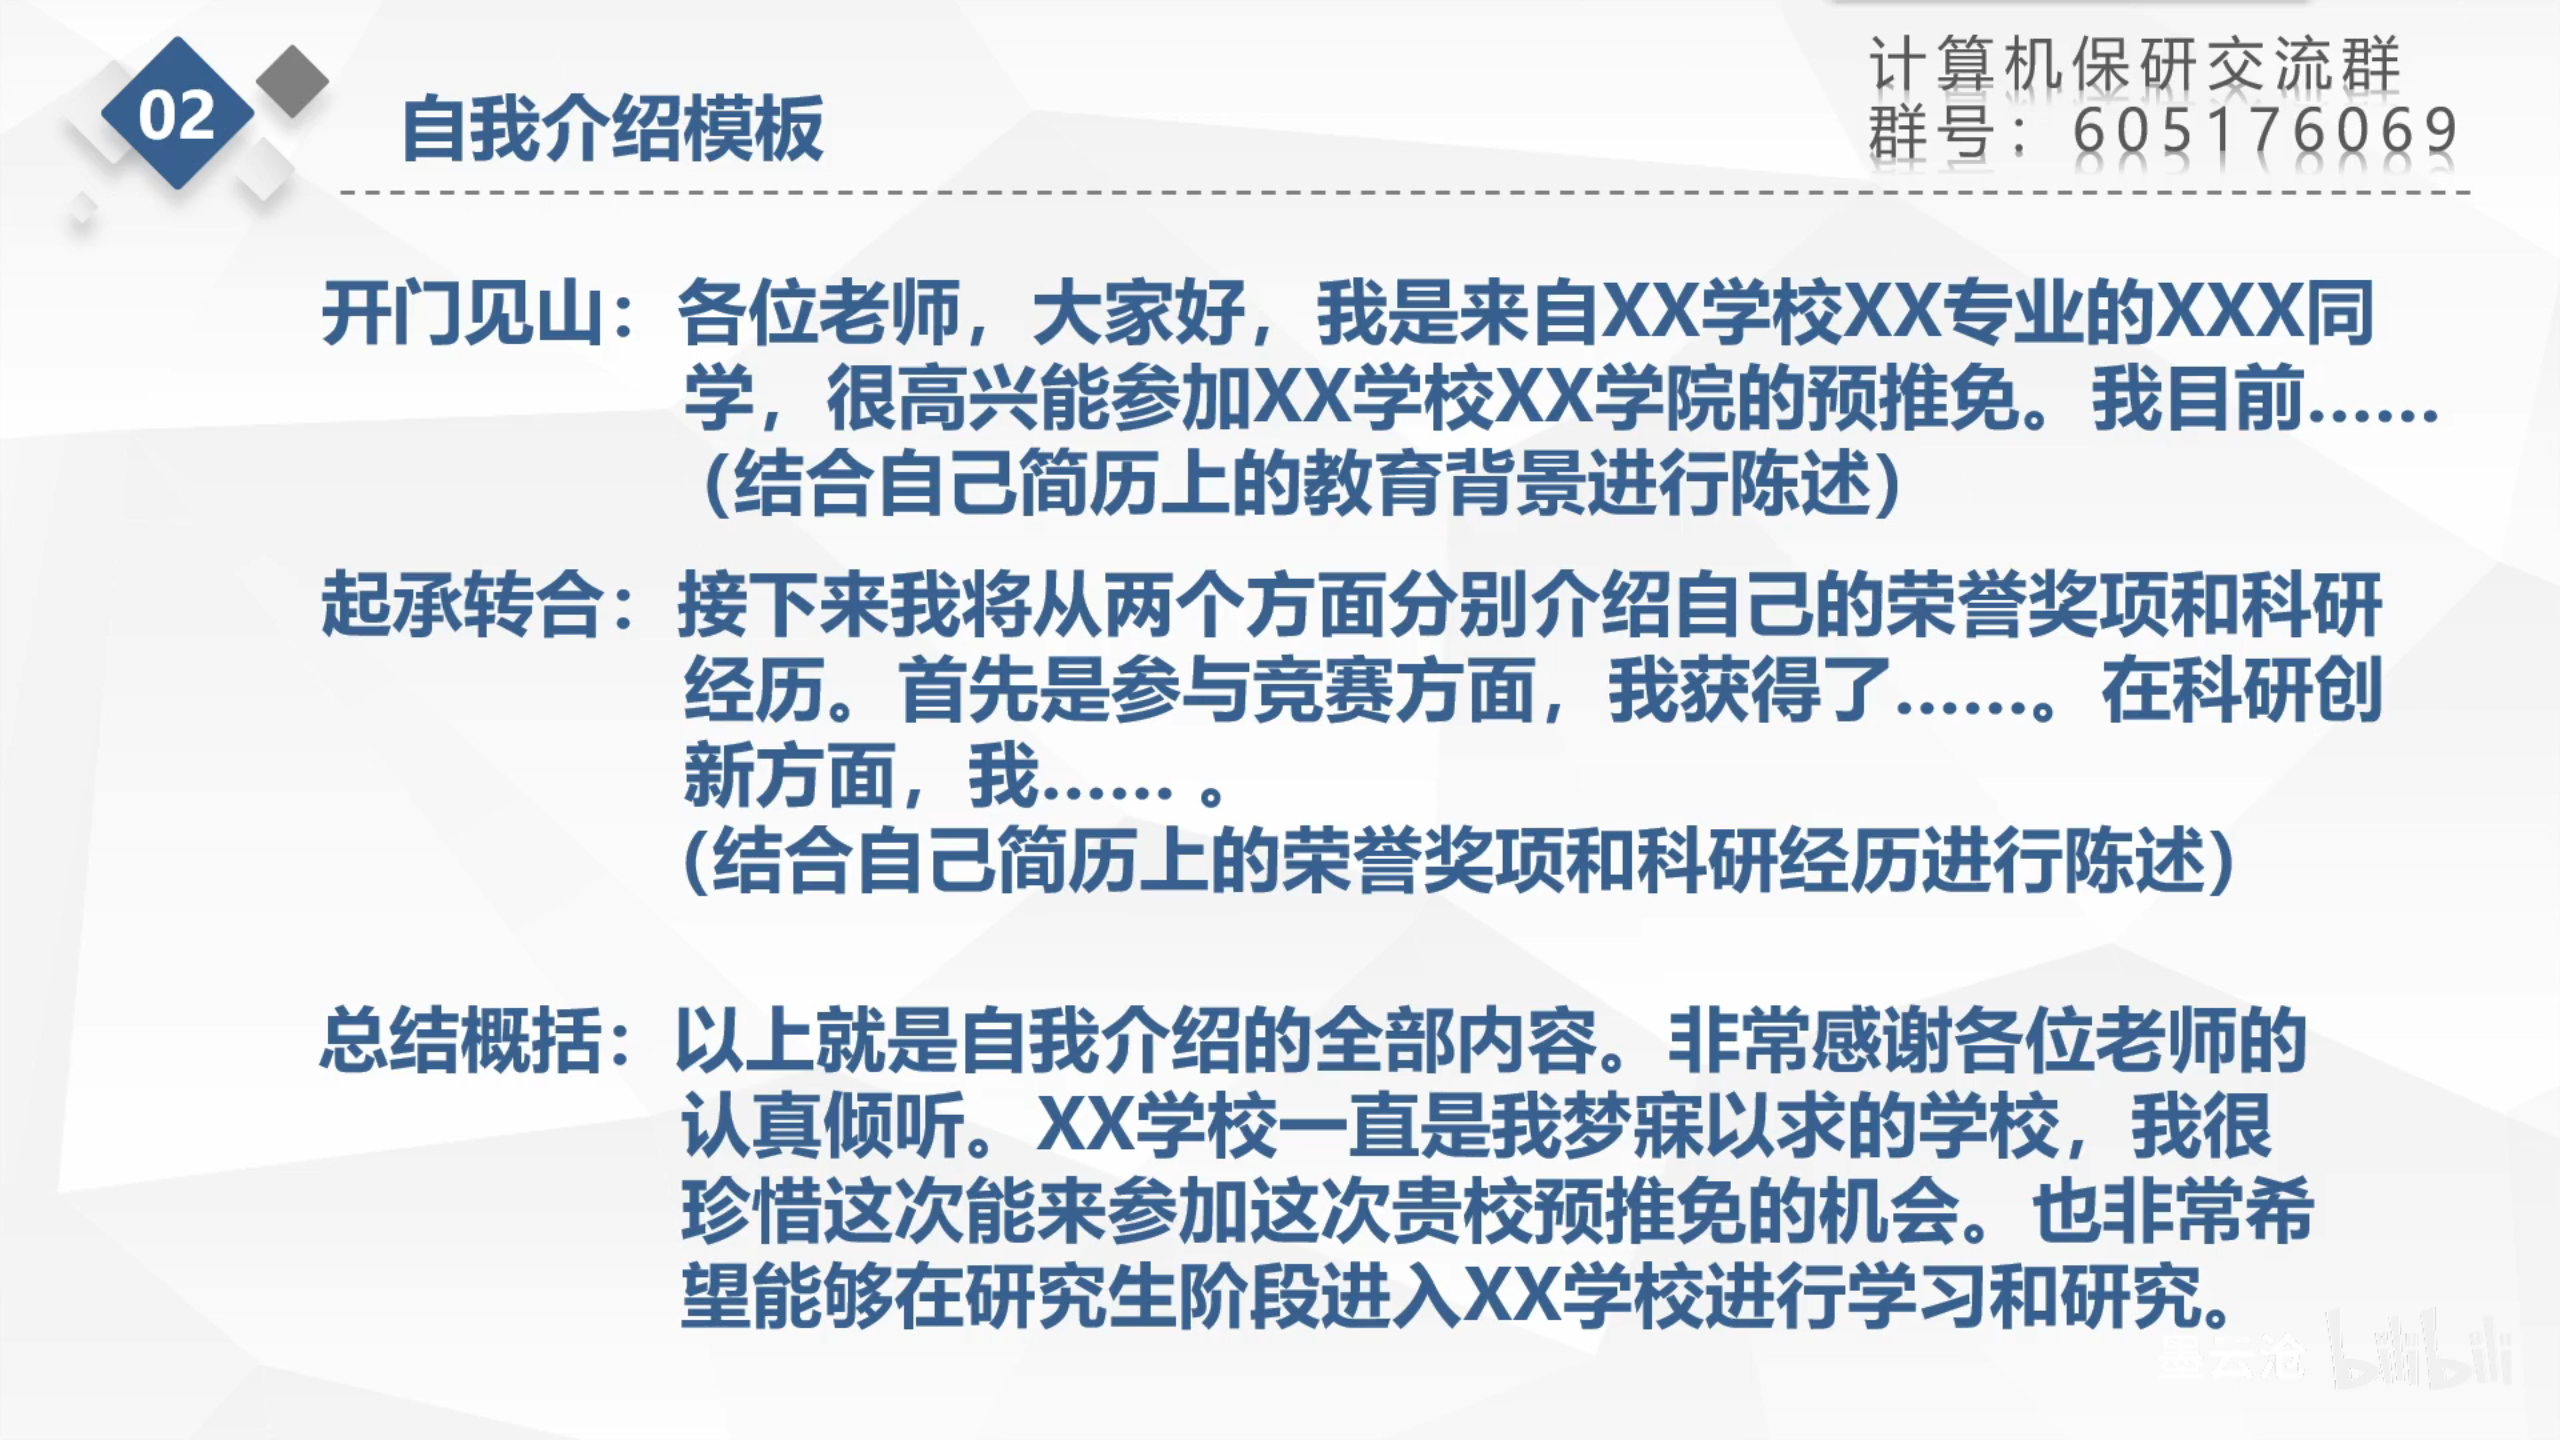 02
自我介绍模板
计算机保研交流群
群号：605176069
开门见山：各位老师，大家好，我是来自XX学校XX专业的XXX同
学，很高兴能参加XX学校XX学院的预推免。我目前......
（结合自己简历上的教育背景进行陈述）
起承转合：接下来我将从两个方面分别介绍自己的荣誉奖项和科研
经历。首先是参与竞赛方面，我获得了......。在科研创
新方面，我...... 。
(结合自己简历上的荣誉奖项和科研经历进行陈述）
总结概括：以上就是自我介绍的全部内容。非常感谢各位老师的
认真倾听。XX学校一直是我梦寐以求的学校，我很
珍惜这次能来参加这次贵校预推免的机会。也非常希
望能够在研究生阶段进入XX学校进行学习和研究。
墨云沧 bilibili